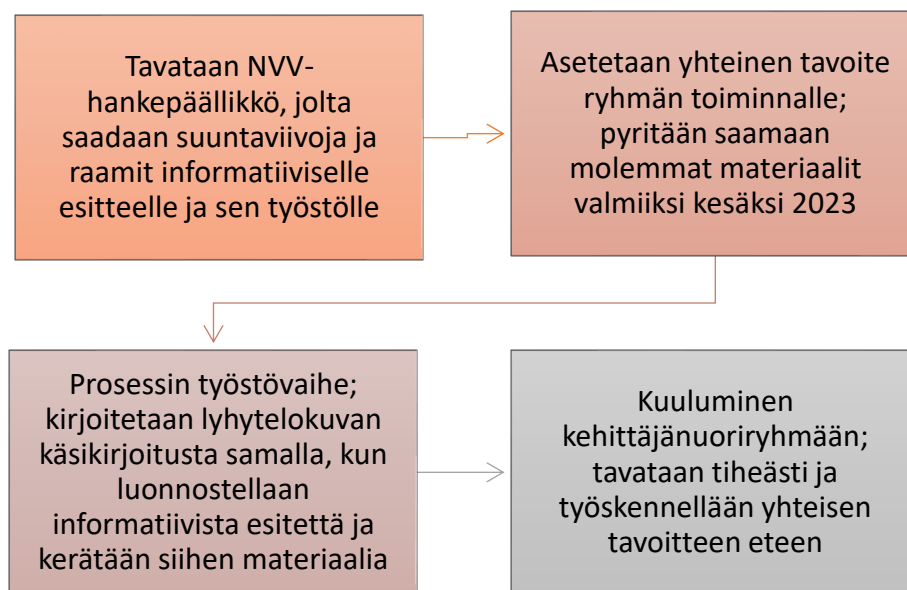 Tavataan NVV-
hankepäällikkö, jolta
saadaan suuntaviivoja ja
raamit informatiiviselle
esitteelle ja sen työstölle
Asetetaan yhteinen tavoite
ryhmän toiminnalle;
pyritään saamaan
molemmat materiaalit
valmiiksi kesäksi 2023
Prosessin työstövaihe;
kirjoitetaan lyhytelokuvan
käsikirjoitusta samalla, kun
luonnostellaan
informatiivista esitettä ja
kerätään siihen materiaalia
Kuuluminen
kehittäjänuoriryhmään;
tavataan tiheästi ja
työskennellään yhteisen
tavoitteen eteen